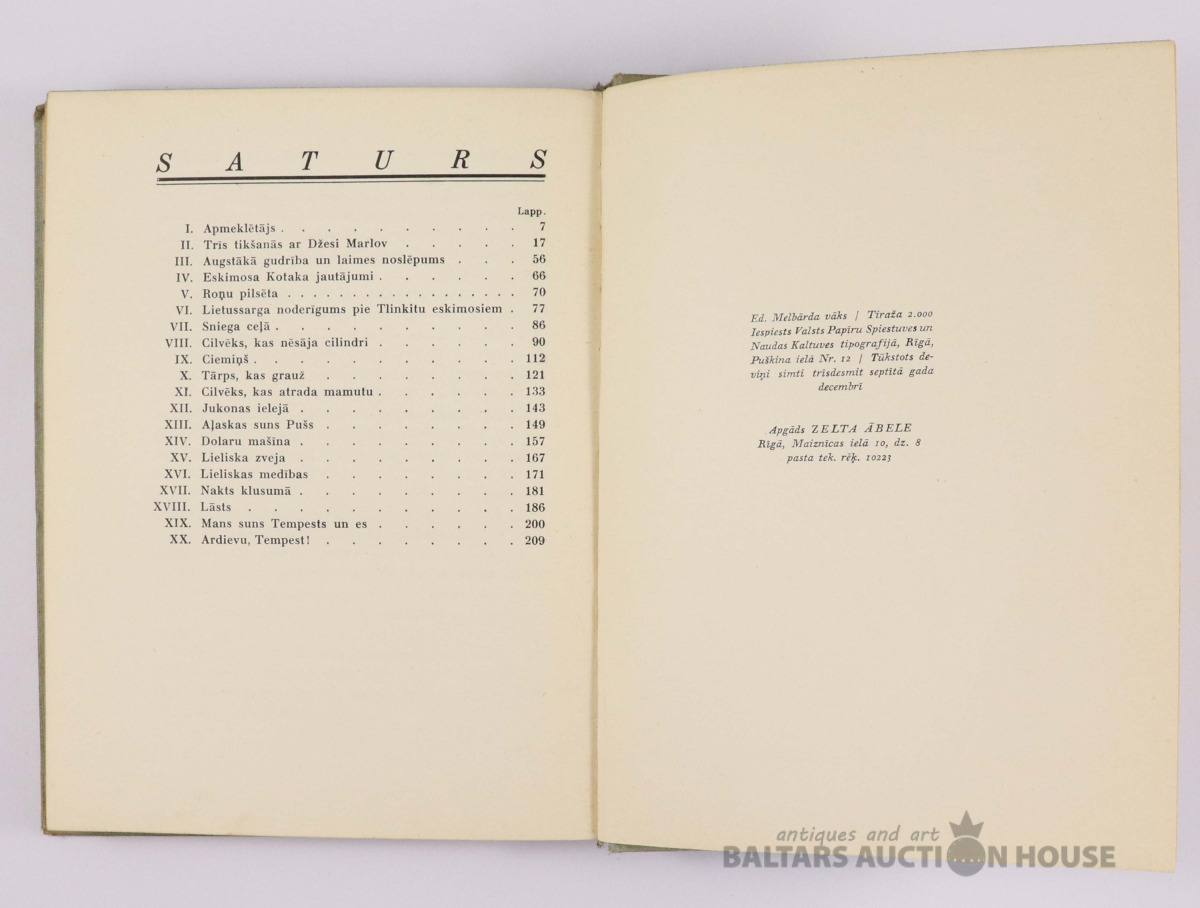 SATURS
Lapp.
I. Apmeklētājs . . . . . . . . . . 7
II. Trīs tikšanās ar Džesi Marlov . . . . . 17
III. Augstākā gudrība un laimes noslēpums . . . 56
IV. Eskimosa Kotaka jautājumi . . . . . . 66
V. Roņu pilsēta . . . . . . . . . . . . . . . . . . 70
VI. Lietussarga noderīgums pie Tlinkitu eskimosiem . 77
VII. Sniega ceļā . . . . . . . . . . 86
VIII. Cilvēks, kas nēsāja cilindri . . . . . . 90
IX. Ciemiņš . . . . . . . . . . . 112
X. Tārps, kas grauž . . . . . . . . 121
XI. Cilvēks, kas atrada mamutu . . . . . . 133
XII. Jukonas ielejā . . . . . . . . . 143
XIII. Aļaskas suns Pušs . . . . . . . . 149
XIV. Dolaru mašīna . . . . . . . . . 157
XV. Lieliska zveja . . . . . . . . . 167
XVI. Lieliskas medības . . . . . . . . 171
XVII. Nakts klusumā . . . . . . . . . 181
XVIII. Lāsts . . . . . . . . . . . 186
XIX. Mans suns Tempests un es . . . . . . 200
XX. Ardievu, Tempest! . . . . . . . . 209
Ed. Melbārda vāks | Tirāža 2.000
Iespiests Valsts Papīru Spiestuves un
Naudas Kaltuves tipografijā, Rīgā,
Puškina ielā Nr. 12 | Tūkstots de-
viņi simti trīsdesmit septītā gada
decembrī
Apgāds ZELTA ĀBELE
Rīgā, Maiznīcas ielā 10, dz. 8
pasta tek. rēķ. 10223
antiques and art
BALTARS AUCTION HOUSE